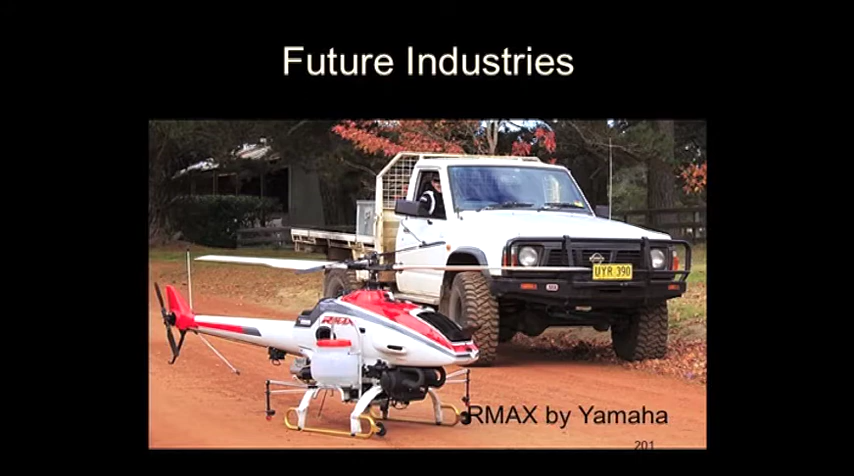 Future Industries
UYR 390
RMAX
RMAX by Yamaha
201